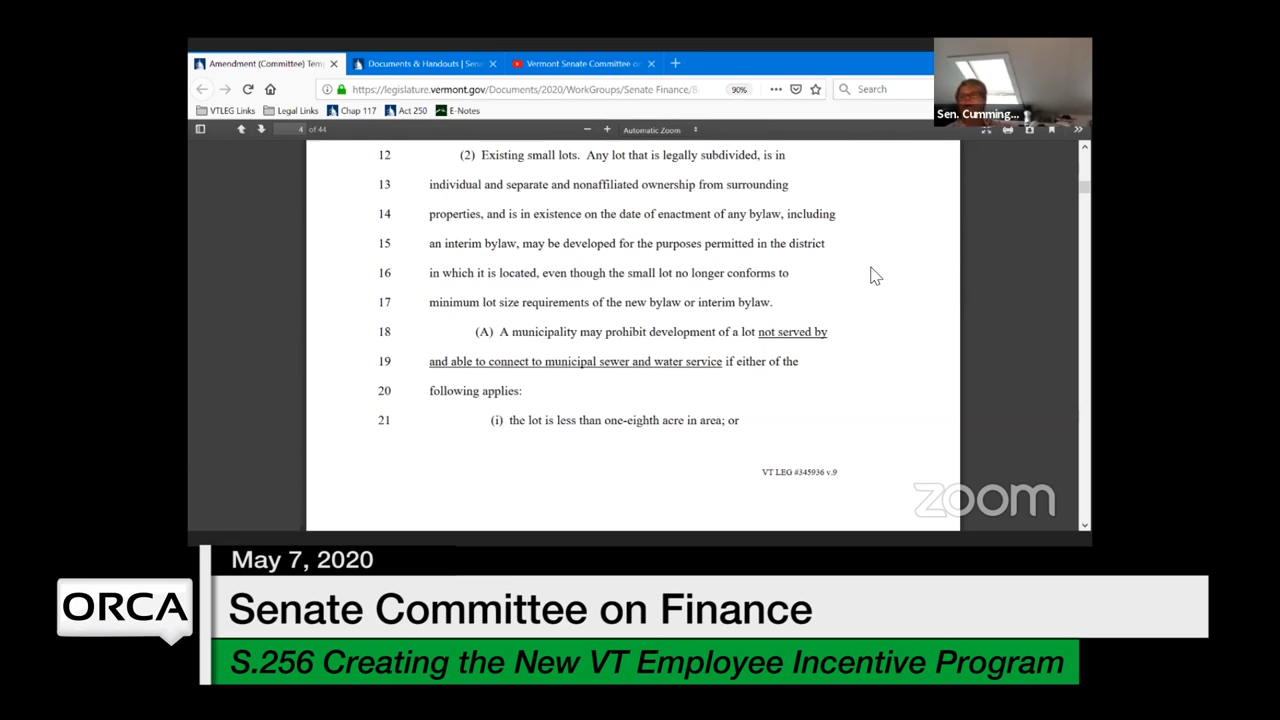 Amendment (Committee) Tem
Documents & Handouts | Sen
Vermont Senate Committee o
https://legislature.vermont.gov/Documents/2020/WorkGroups/Senate Finance/B
90%
Search
VTLEG Links
Legal Links
Chap 117
Act 250
E-Notes
Sen. Cumming...
4 of 44
Automatic Zoom
12 (2) Existing small lots. Any lot that is legally subdivided, is in
13 individual and separate and nonaffiliated ownership from surrounding
14 properties, and is in existence on the date of enactment of any bylaw, including
15 an interim bylaw, may be developed for the purposes permitted in the district
16 in which it is located, even though the small lot no longer conforms to
17 minimum lot size requirements of the new bylaw or interim bylaw.
18 (A) A municipality may prohibit development of a lot not served by
19 and able to connect to municipal sewer and water service if either of the
20 following applies:
21 (i) the lot is less than one-eighth acre in area; or
VT LEG #345936 v.9
zoom
May 7, 2020
ORCA
Senate Committee on Finance
S.256 Creating the New VT Employee Incentive Program